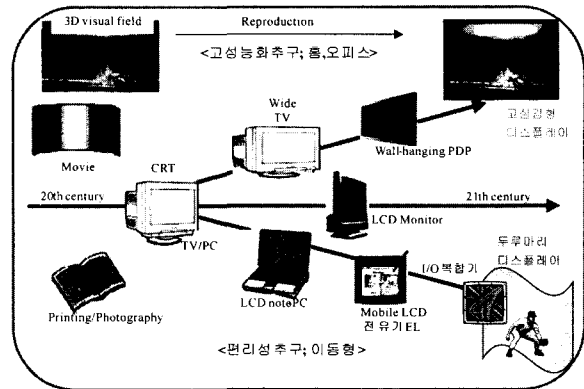 3D visual field
Reproduction
<고성능화추구; 홈,오피스>
Wide
TV
고실감형
디스플레이
Movie
CRT
Wall-hanging PDP
20th century
21th century
TV/PC
LCD Monitor
두루마리
디스플레이
I/O 복합기
Printing/Photography
LCD notePC
Mobile LCD
전 유기 EL
<편리성추구; 이동형>